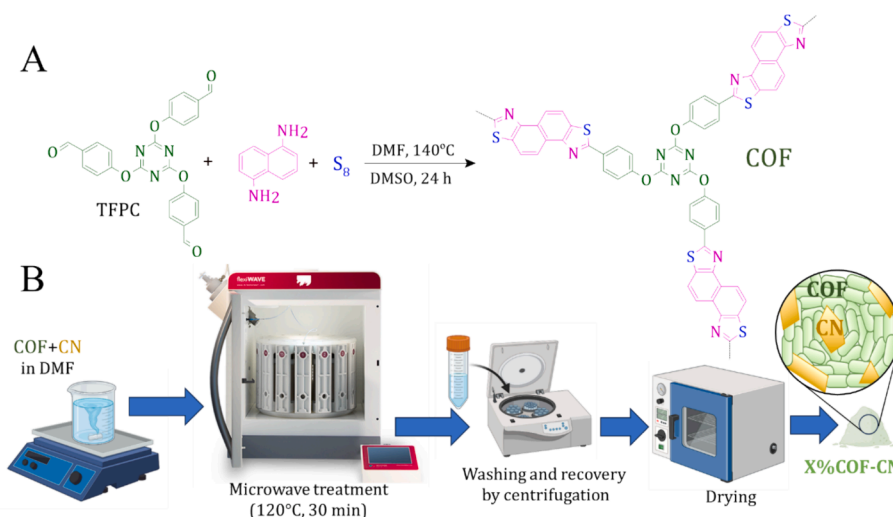 A
O
O
O
O
O
O
N
N
N
TFPC
+
NH2
NH2
+
S8
DMF, 140°C
DMSO, 24 h
N
S
S
N
O
O
O
N
N
N
N
S
S
N
S
N
N
S
COF
B
COF+CN
in DMF
flexiWAVE
Microwave treatment
(120°C, 30 min)
Washing and recovery
by centrifugation
Drying
COF
CN
X%COF-CN